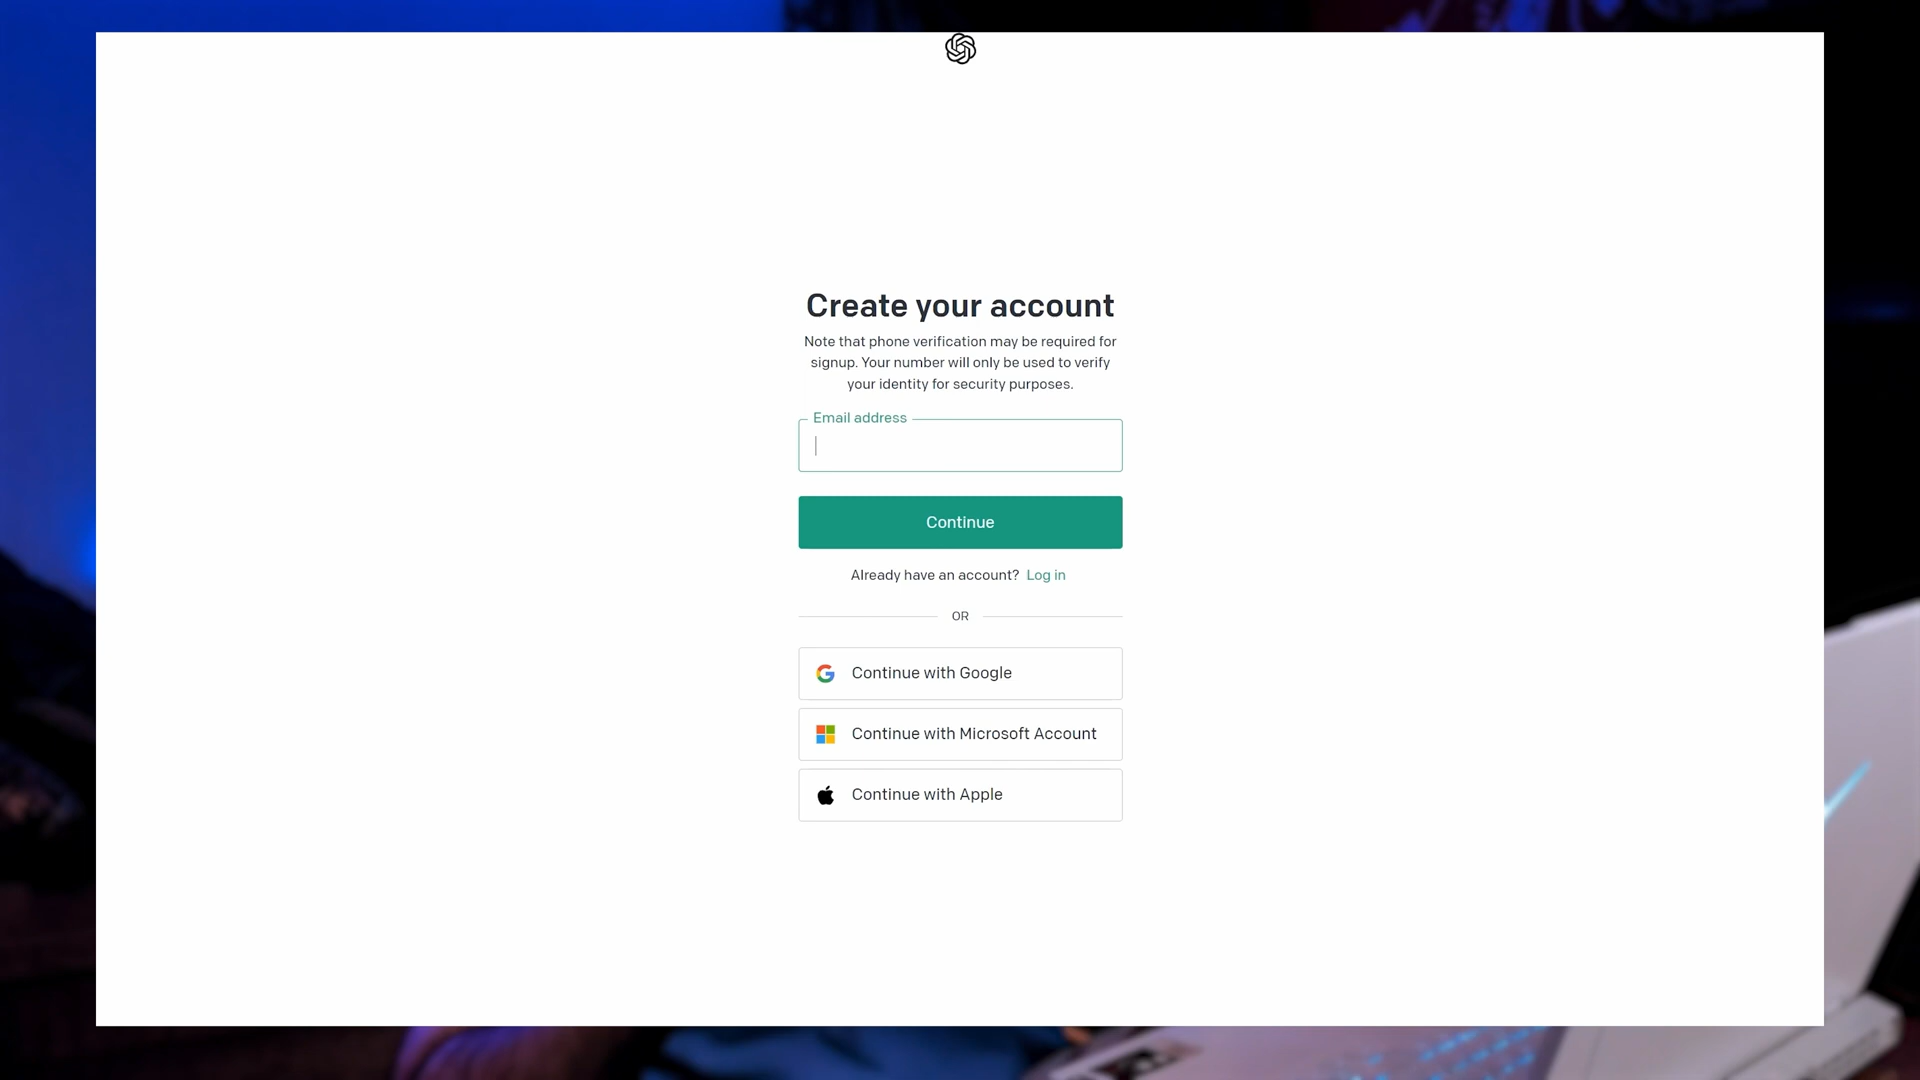 Create your account
Note that phone verification may be required for
signup. Your number will only be used to verify
your identity for security purposes.
Email address
Continue
Already have an account? Log in
OR
Continue with Google
Continue with Microsoft Account
Continue with Apple